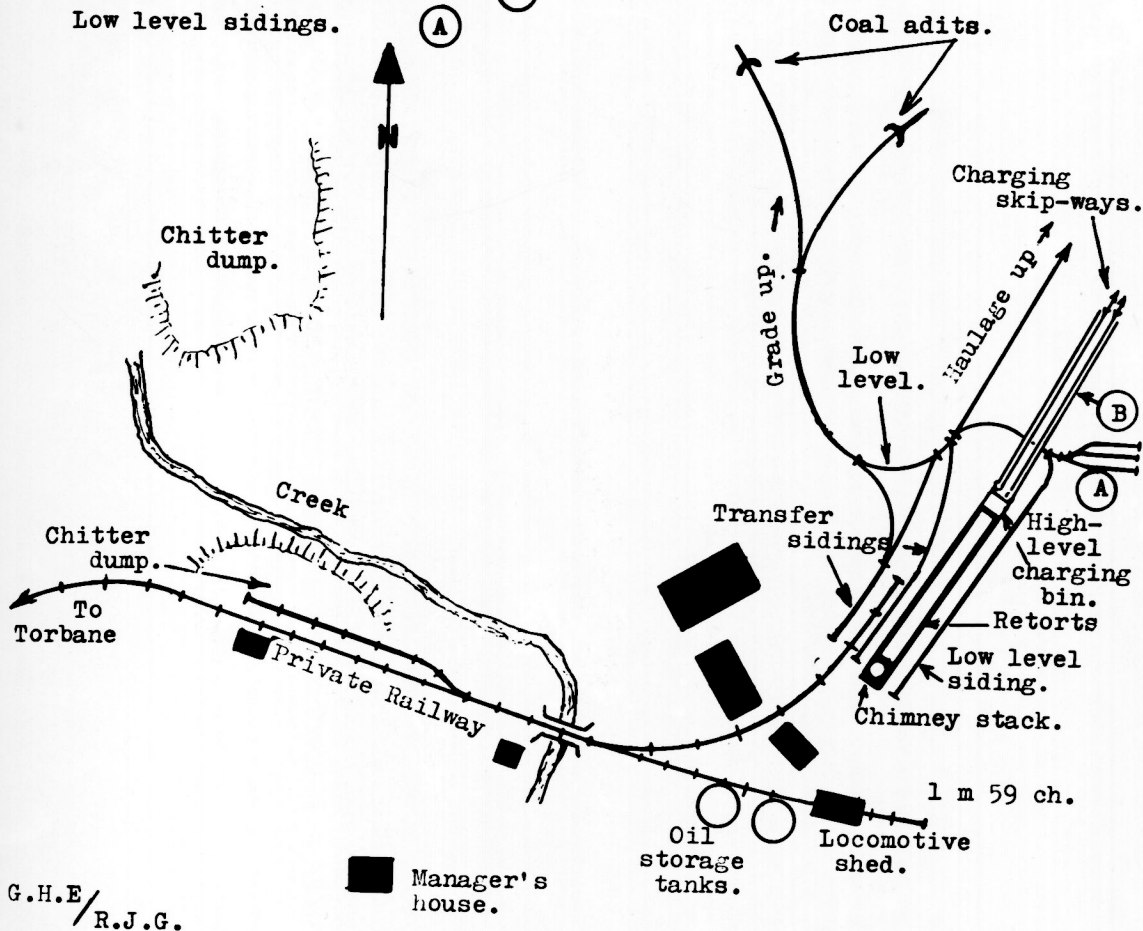 Low level sidings.
A
N
Coal adits.
Charging
skip-ways.
Chitter
dump.
Grade up.
Haulage up
Low
level.
B
A
Creek
Transfer
sidings
High-
level
charging
bin.
Chitter
dump.
To
Torbane
Retorts
Private Railway
Low level
siding.
Chimney stack.
1 m 59 ch.
Oil
storage
tanks.
Locomotive
shed.
Manager's
house.
G.H.E/
R.J.G.